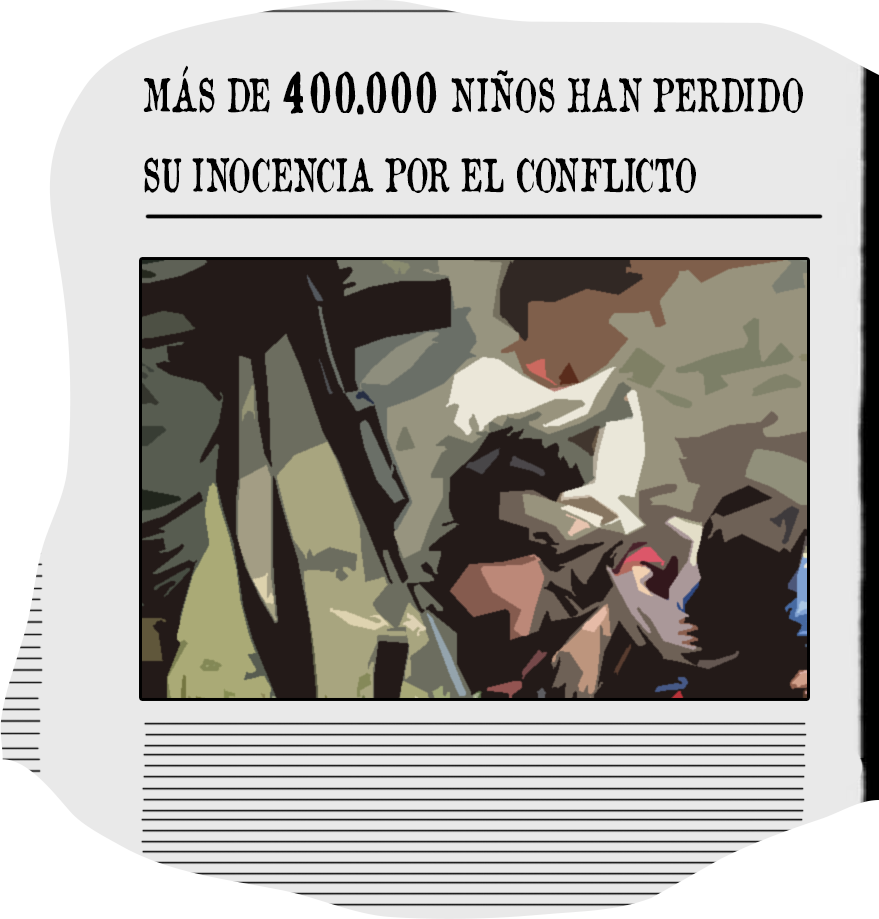 MÁS DE 400.000 NIÑOS HAN PERDIDO
SU INOCENCIA POR EL CONFLICTO